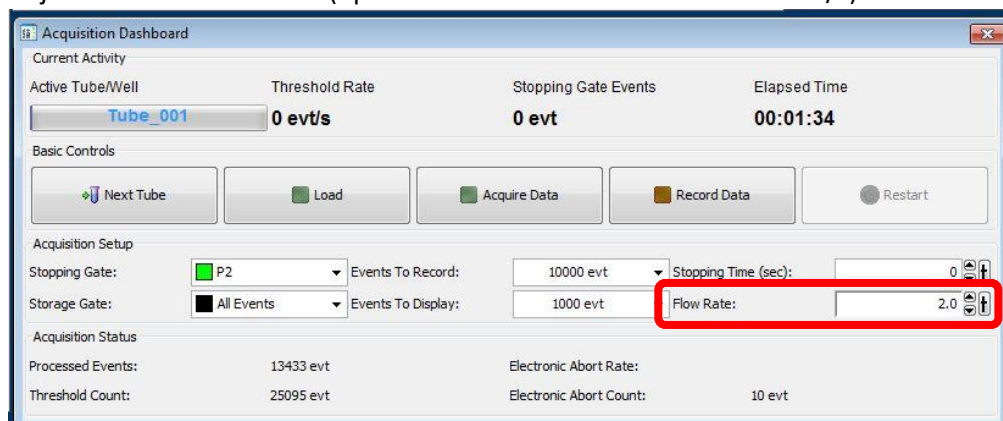 Acquisition Dashboard
Current Activity
Active Tube/Well Threshold Rate Stopping Gate Events Elapsed Time
Tube_001 0 evt/s 0 evt 00:01:34
Basic Controls
Next Tube Load Acquire Data Record Data Restart
Acquisition Setup
Stopping Gate: P2 Events To Record: 10000 evt Stopping Time (sec): 0
Storage Gate: All Events Events To Display: 1000 evt Flow Rate: 2.0
Acquisition Status
Processed Events: 13433 evt Electronic Abort Rate:
Threshold Count: 25095 evt Electronic Abort Count: 10 evt